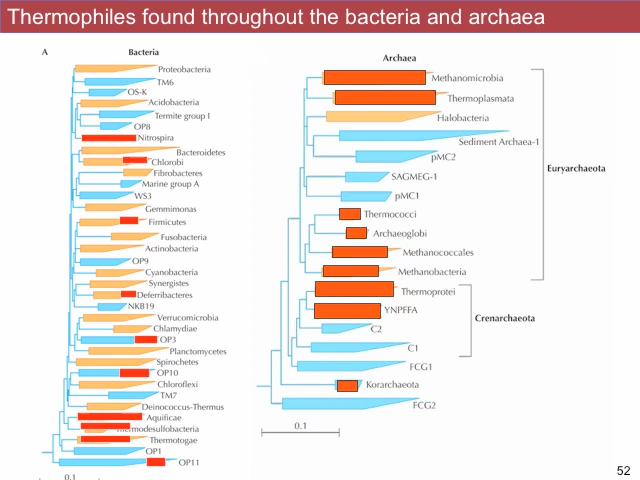 Thermophiles found throughout the bacteria and archaea
A
Bacteria
Proteobacteria
TM6
OS-K
Acidobacteria
Termite group I
OP8
Nitrospira
Bacteroidetes
Chlorobi
Fibrobacteres
Marine group A
WS3
Gemmimonas
Firmicutes
Fusobacteria
Actinobacteria
OP9
Cyanobacteria
Synergistes
Deferribacteres
NKB19
Verrucomicrobia
Chlamydiae
OP3
Planctomycetes
Spirochetes
OP10
Chloroflexi
TM7
Deinococcus-Thermus
Aquificae
Thermodesulfobacteria
Thermotogae
OP1
OP11
0.1
Archaea
Methanomicrobia
Thermoplasmata
Halobacteria
Sediment Archaea-1
pMC2
SAGMEG-1
pMC1
Thermococci
Archaeoglobi
Methanococcales
Methanobacteria
Euryarchaeota
Thermoprotei
YNPFFA
C2
C1
Crenarchaeota
FCG1
Korarchaeota
FCG2
0.1
52